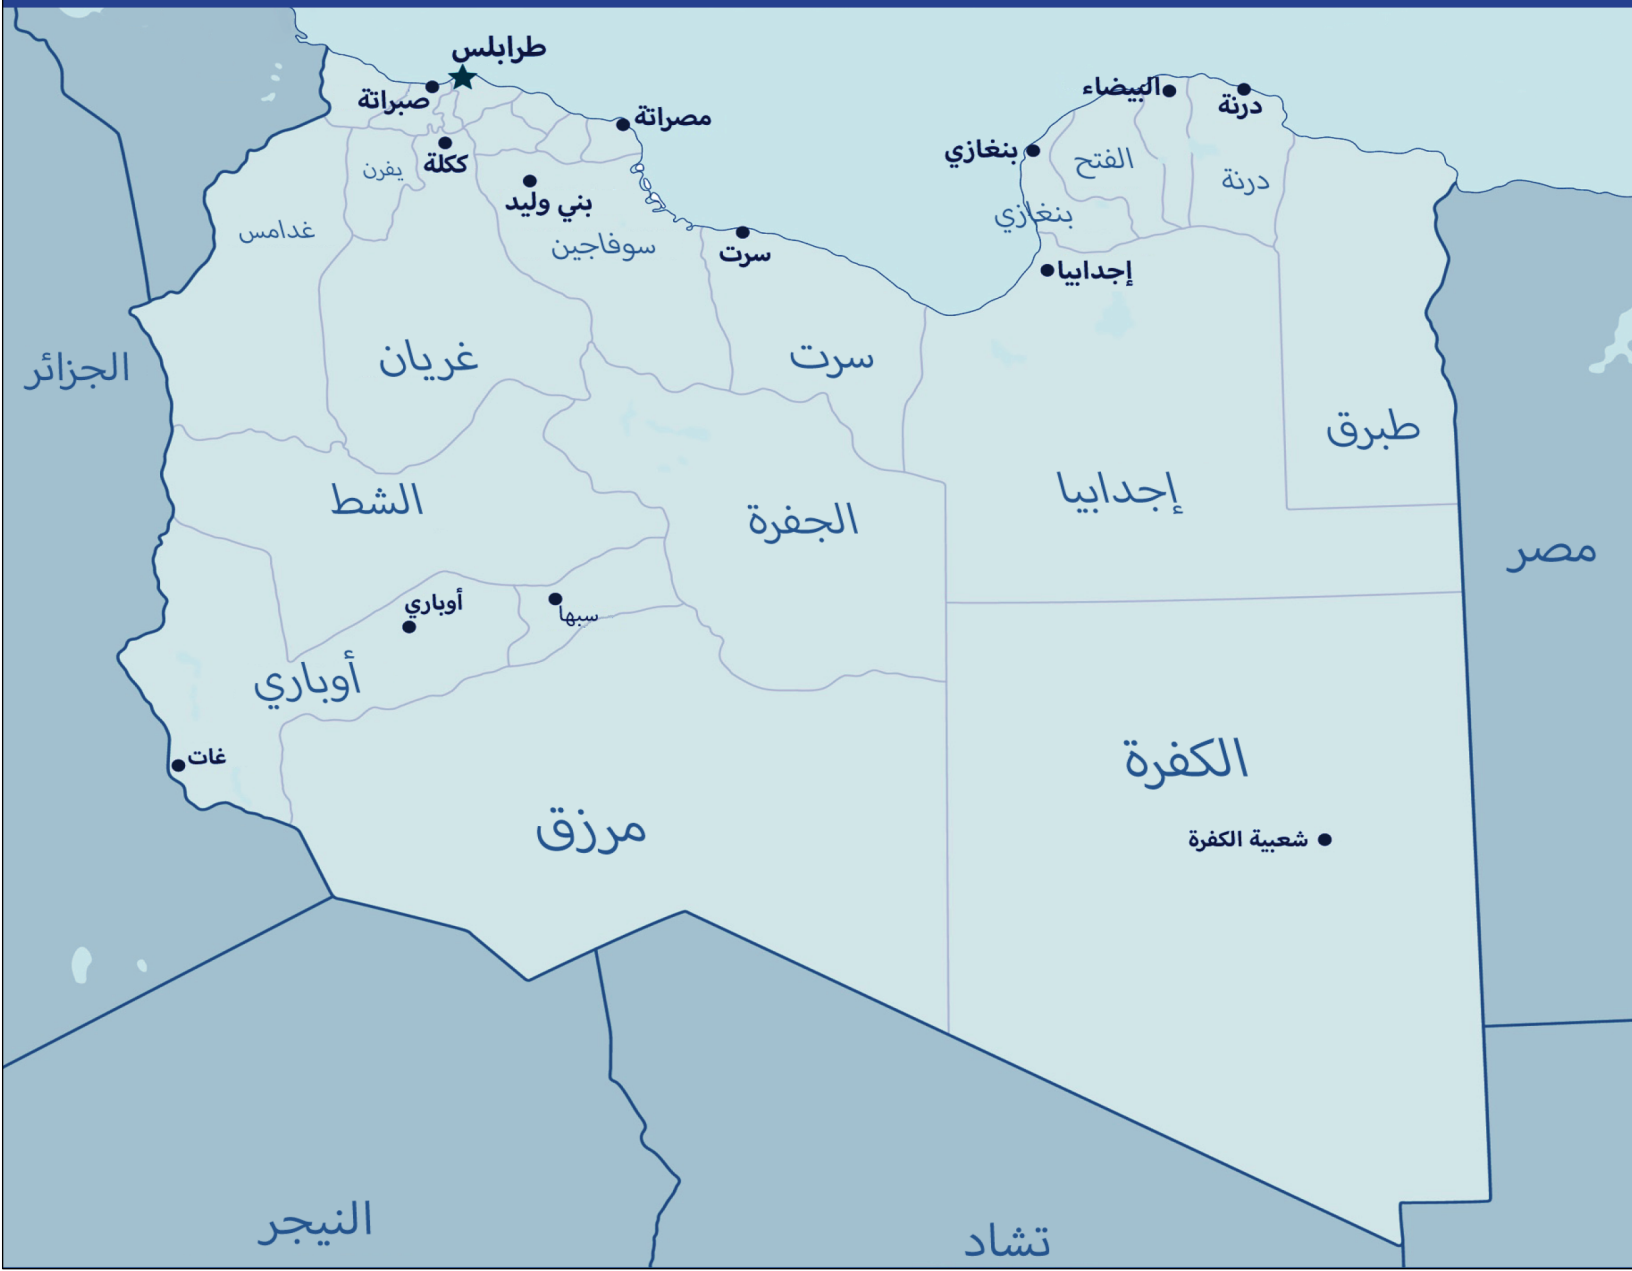 طرابلس
صبراتة
مصراتة
ككلة
يفرن
بني وليد
غدامس
سوفاجين
سرت
البيضاء
درنة
بنغازي
الفتح
درنة
بنغازي
إجدابيا
الجزائر
غريان
سرت
طبرق
الشط
الجفرة
إجدابيا
مصر
أوباري
سبها
أوباري
غات
الكفرة
مرزق
شعبية الكفرة
النيجر
تشاد